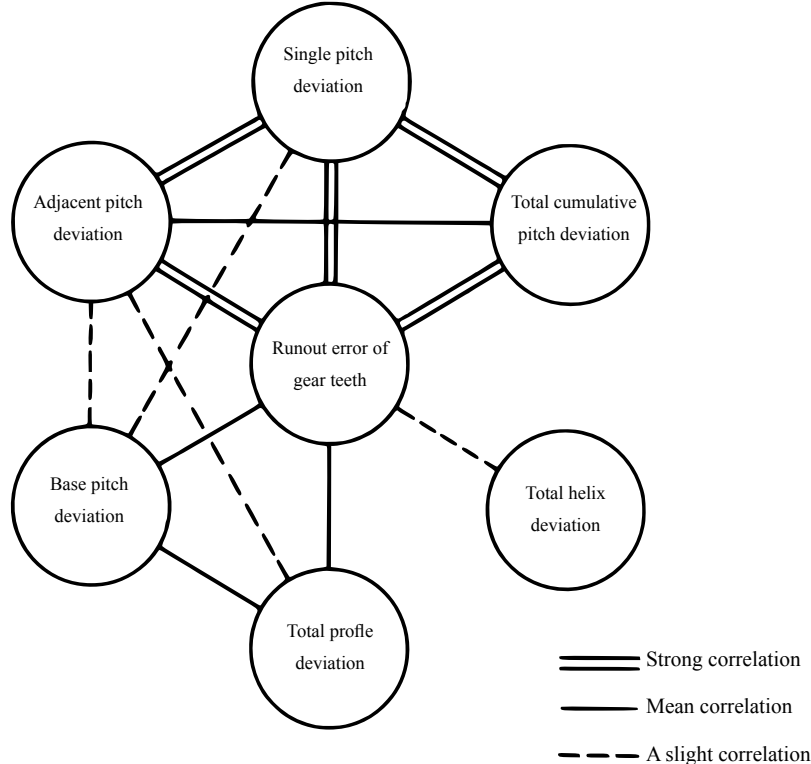 Single pitch
deviation
Adjacent pitch
deviation
Total cumulative
pitch deviation
Runout error of
gear teeth
Base pitch
deviation
Total helix
deviation
Total profle
deviation
Strong correlation
Mean correlation
A slight correlation